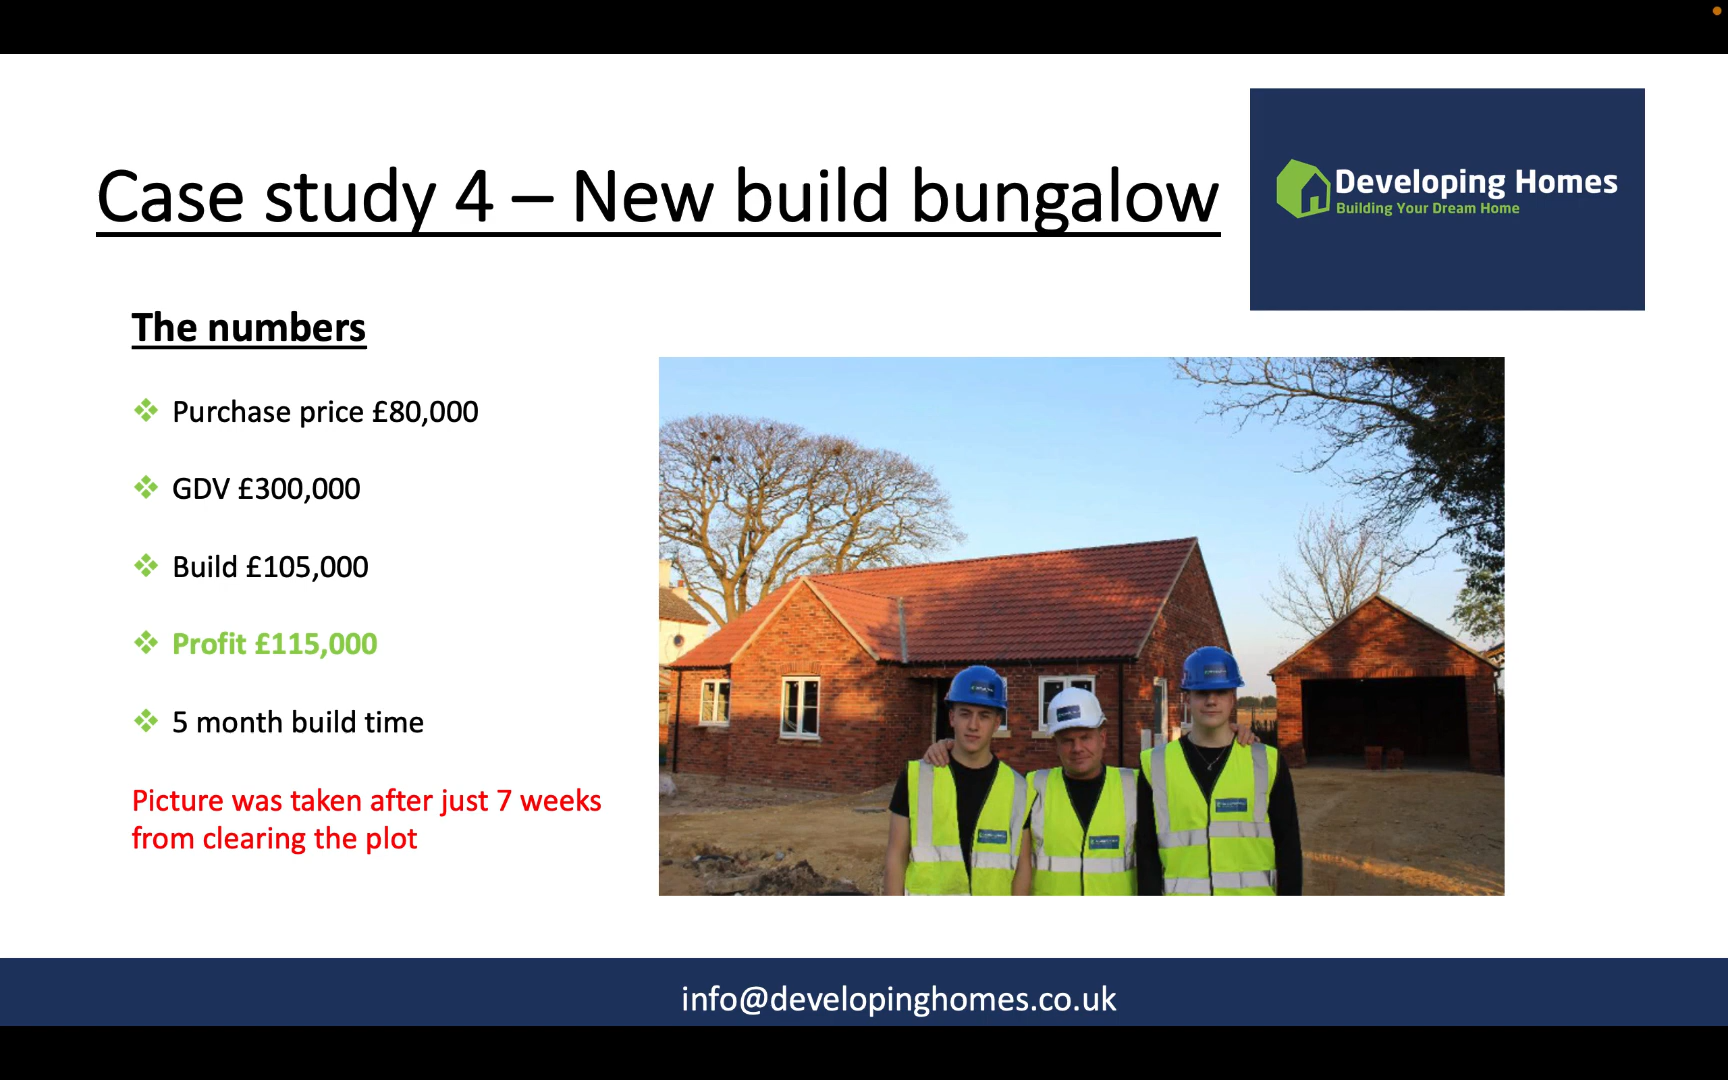 Case study 4 – New build bungalow
Developing Homes
Building Your Dream Home
The numbers
Purchase price £80,000
GDV £300,000
Build £105,000
Profit £115,000
5 month build time
Picture was taken after just 7 weeks
from clearing the plot
info@developinghomes.co.uk